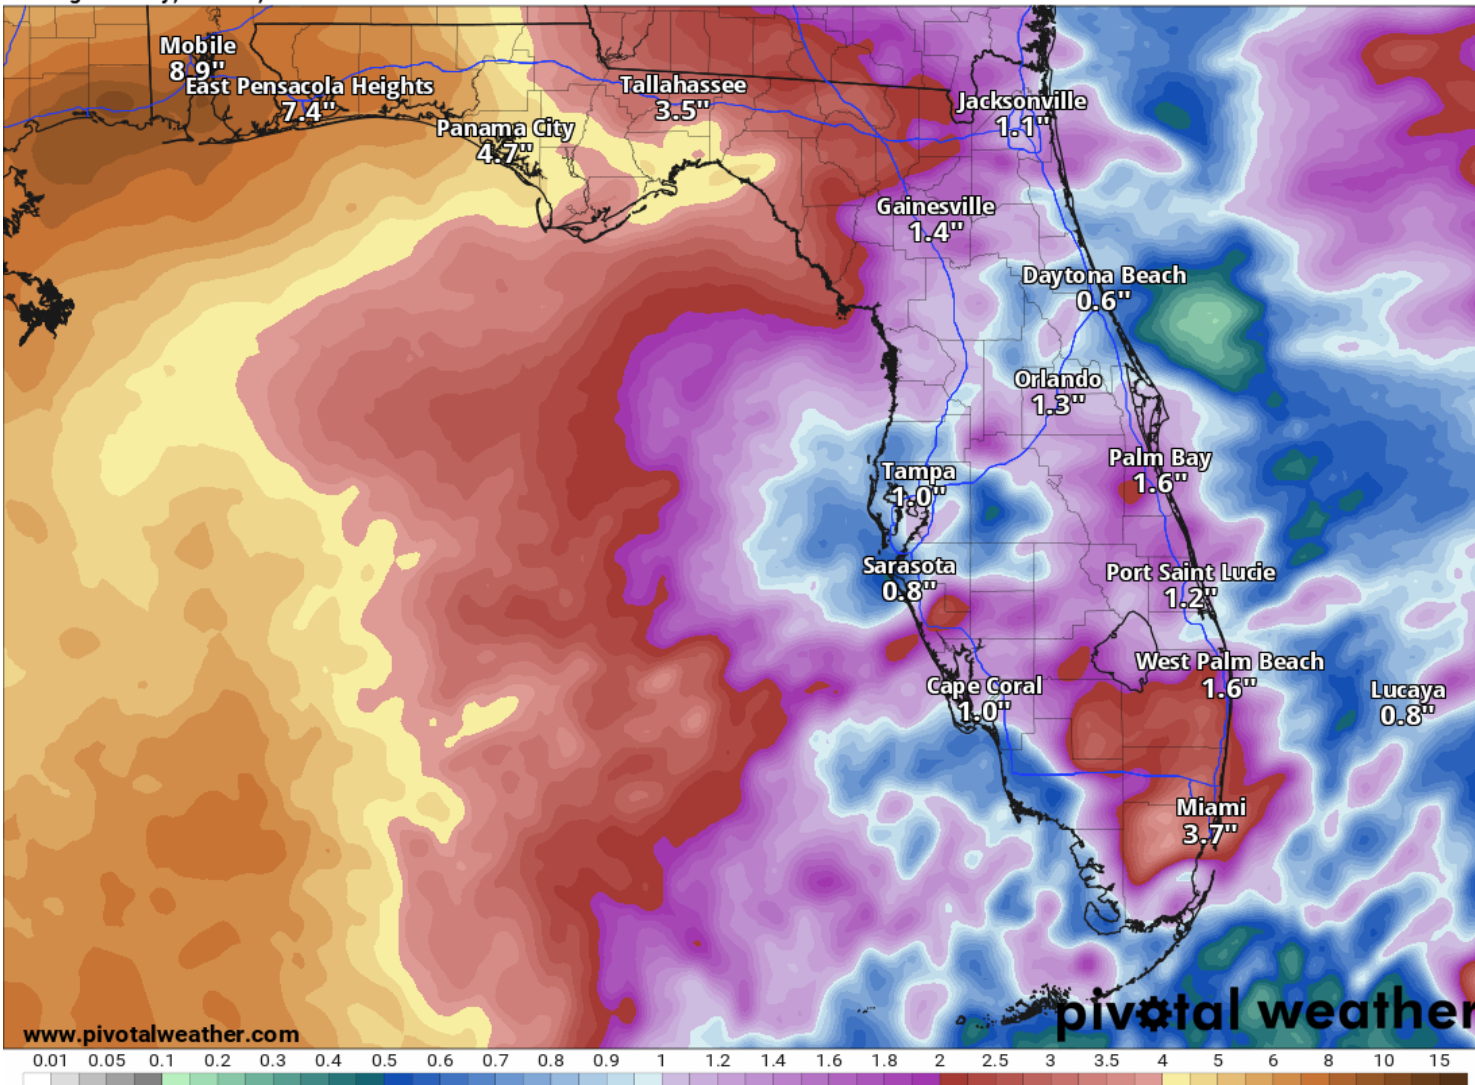 Mobile
8.9"
East Pensacola Heights
7.4"
Panama City
4.7"
Tallahassee
3.5"
Jacksonville
1.1"
Gainesville
1.4"
Daytona Beach
0.6"
Orlando
1.3"
Tampa
1.0"
Palm Bay
1.6"
Sarasota
0.8"
Port Saint Lucie
1.2"
West Palm Beach
1.6"
Cape Coral
1.0"
Lucaya
0.8"
Miami
3.7"
www.pivotalweather.com
pivotal weather
0.01 0.05 0.1 0.2 0.3 0.4 0.5 0.6 0.7 0.8 0.9 1 1.2 1.4 1.6 1.8 2 2.5 3 3.5 4 5 6 8 10 15